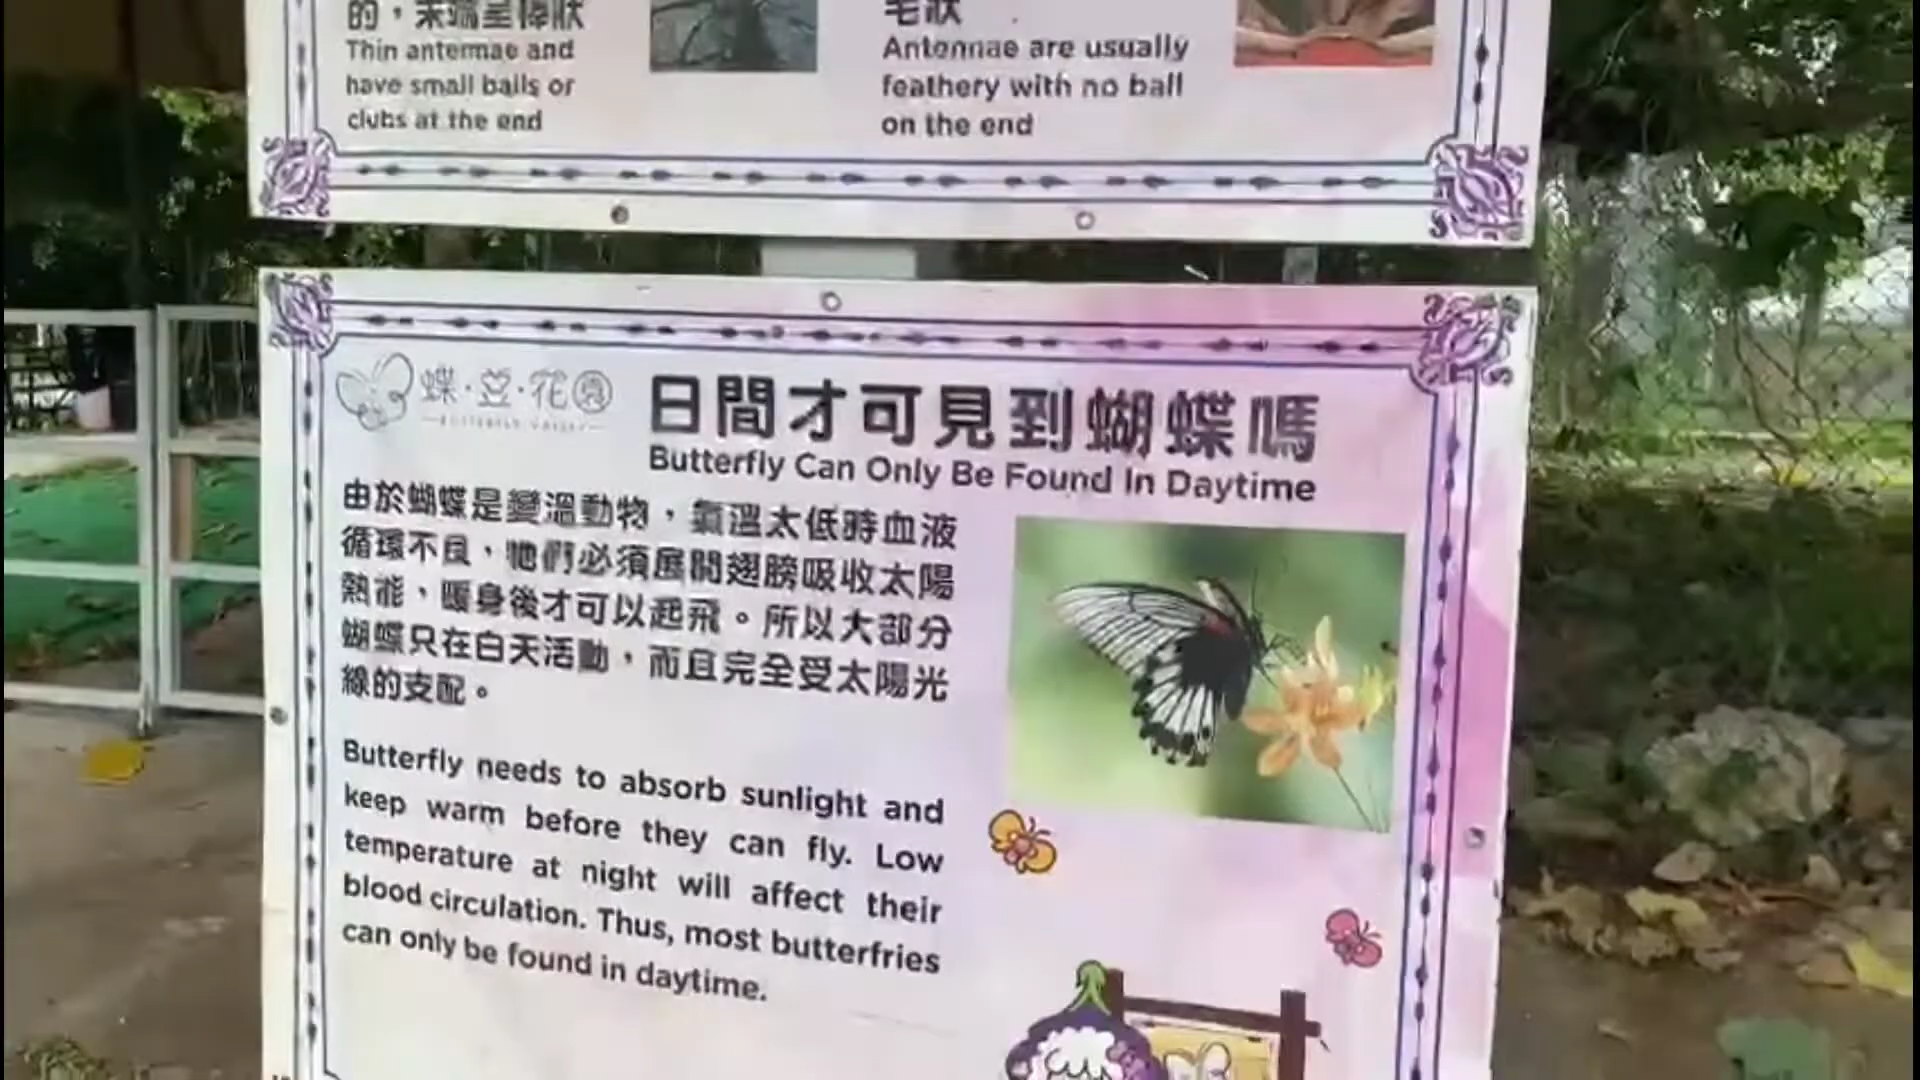 的，末端呈棒狀
Thin antennae and
have small balls or
clubs at the end
毛狀
Antennae are usually
feathery with no ball
on the end
蝶·豆·花園
BUTTERFLY VALLEY
日間才可見到蝴蝶嗎
Butterfly Can Only Be Found In Daytime
由於蝴蝶是變溫動物，氣溫太低時血液
循環不良，牠們必須展開翅膀吸收太陽
熱能，暖身後才可以起飛。所以大部分
蝴蝶只在白天活動，而且完全受太陽光
線的支配。
Butterfly needs to absorb sunlight and
keep warm before they can fly. Low
temperature at night will affect their
blood circulation. Thus, most butterfries
can only be found in daytime.